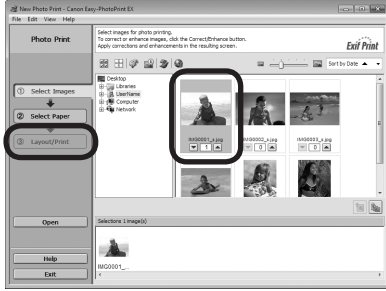 New Photo Print - Canon Easy-PhotoPrint EX
File Edit View Help
Photo Print
Select images for photo printing.
To correct or enhance images, click the Correct/Enhance button.
Apply corrections and enhancements in the resulting screen.
Exif Print
Sort by Date
Desktop
Libraries
UserName
Computer
Network
① Select Images
② Select Paper
③ Layout/Print
IMG0001_s.jpg
IMG0002_s.jpg
IMG0003_s.jpg
1
0
0
Open
Help
Exit
Selections 1 image(s)
IMG0001_...